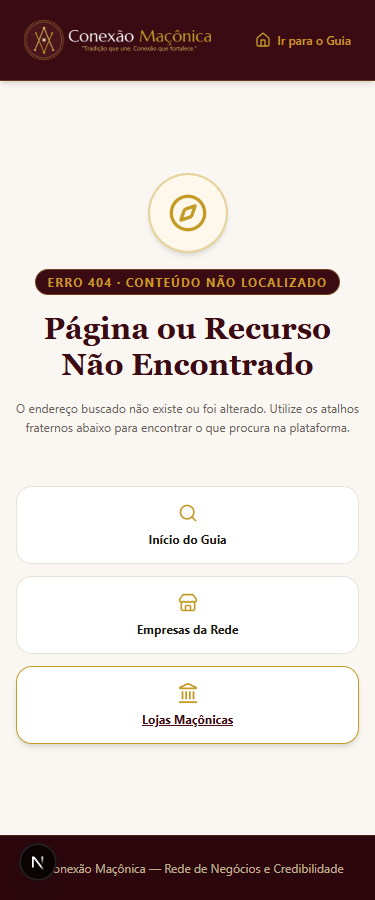 Conexão Maçônica
"Tradição que une. Conexão que fortalece."
Ir para o Guia
ERRO 404 · CONTEÚDO NÃO LOCALIZADO
Página ou Recurso
Não Encontrado
O endereço buscado não existe ou foi alterado. Utilize os atalhos
fraternos abaixo para encontrar o que procura na plataforma.
Início do Guia
Empresas da Rede
Lojas Maçônicas
N
onexão Maçônica — Rede de Negócios e Credibilidade